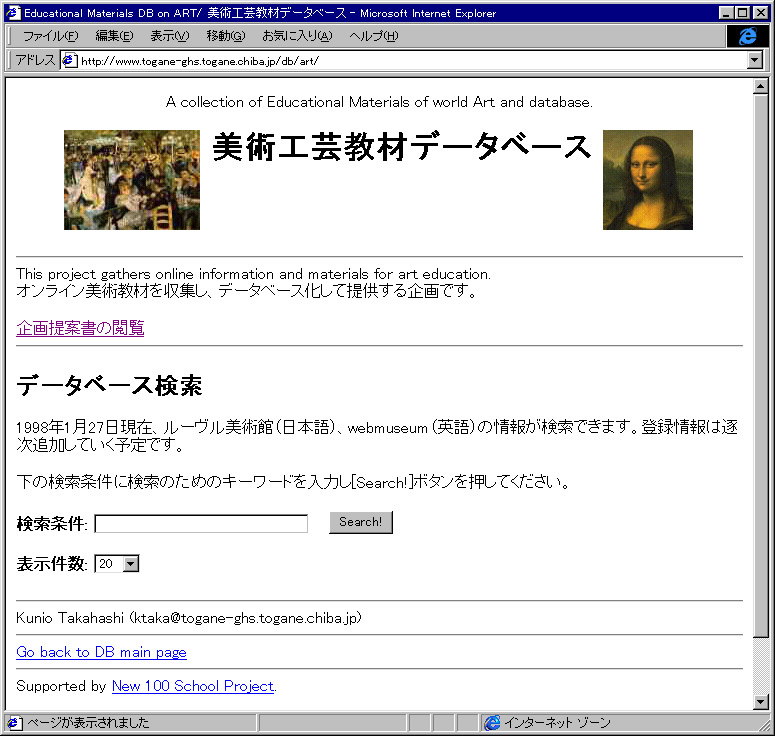 Educational Materials DB on ART/ 美術工芸教材データベース - Microsoft Internet Explorer
ファイル(F) 編集(E) 表示(V) 移動(G) お気に入り(A) ヘルプ(H)
アドレス http://www.togane-ghs.togane.chiba.jp/db/art/
A collection of Educational Materials of world Art and database.
美術工芸教材データベース
This project gathers online information and materials for art education.
オンライン美術教材を収集し、データベース化して提供する企画です。
企画提案書の閲覧
データベース検索
1998年1月27日現在、ルーヴル美術館（日本語）、webmuseum（英語）の情報が検索できます。登録情報は逐
次追加していく予定です。
下の検索条件に検索のためのキーワードを入力し[Search!]ボタンを押してください。
検索条件: Search!
表示件数: 20
Kunio Takahashi (ktaka@togane-ghs.togane.chiba.jp)
Go back to DB main page
Supported by New 100 School Project.
ページが表示されました インターネット ゾーン